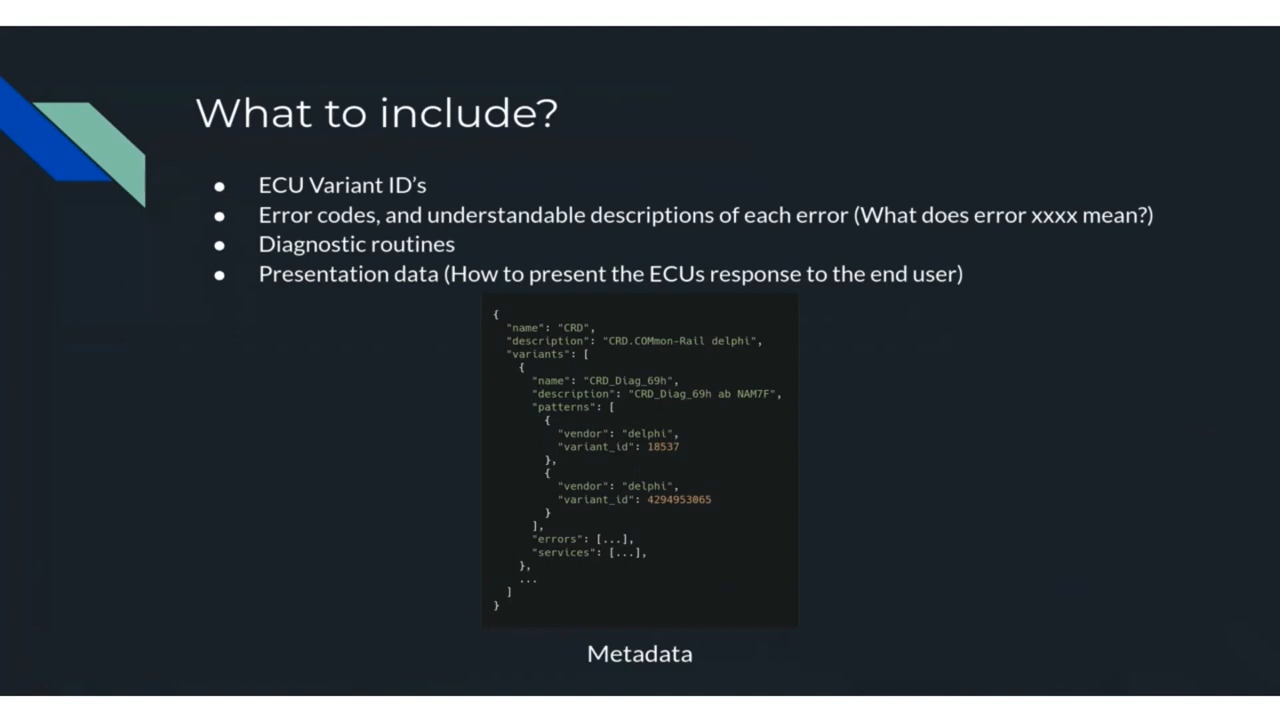 What to include?
● ECU Variant ID's
● Error codes, and understandable descriptions of each error (What does error xxxx mean?)
● Diagnostic routines
● Presentation data (How to present the ECUs response to the end user)
{
  "name": "CRD",
  "description": "CRD.COMmon-Rail delphi",
  "variants": [
    {
      "name": "CRD_Diag_69h",
      "description": "CRD_Diag_69h ab NAM7F",
      "patterns": [
        {
          "vendor": "delphi",
          "variant_id": 18537
        },
        {
          "vendor": "delphi",
          "variant_id": 4294953065
        }
      ],
      "errors": [...],
      "services": [...],
    },
    ...
  ]
}
Metadata